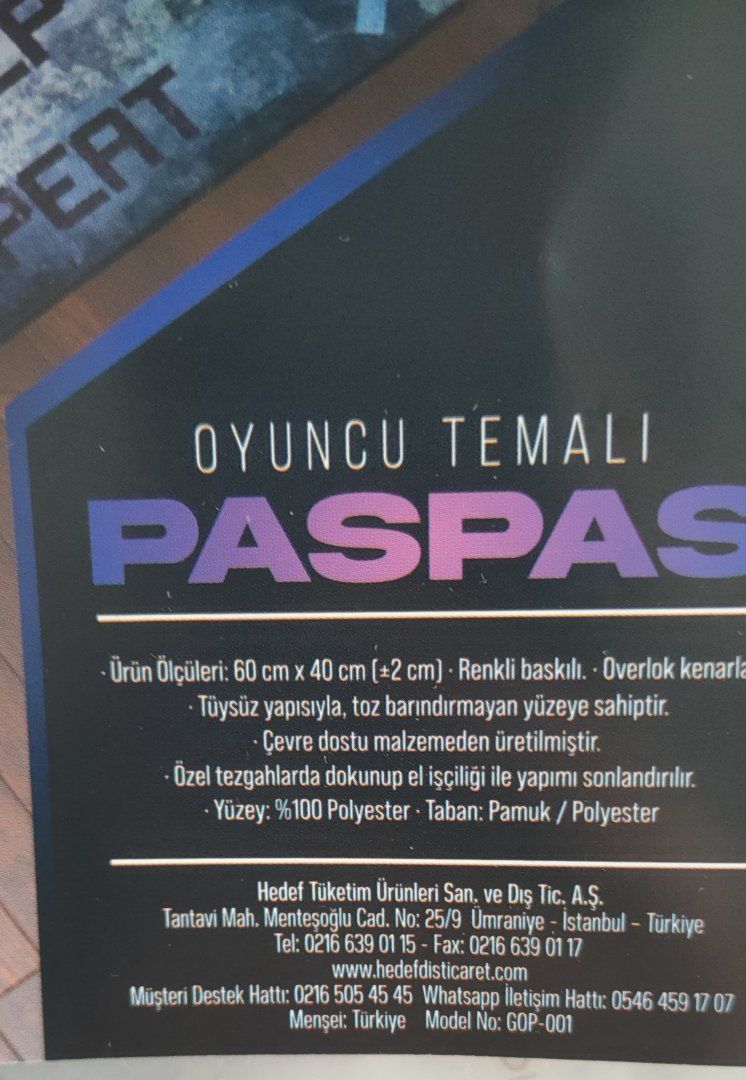 PEAT
OYUNCU TEMALI
PASPAS
· Ürün Ölçüleri: 60 cm x 40 cm (±2 cm) · Renkli baskılı. · Overlok kenarla
· Tüysüz yapısıyla, toz barındırmayan yüzeye sahiptir.
· Çevre dostu malzemeden üretilmiştir.
· Özel tezgahlarda dokunup el işçiliği ile yapımı sonlandırılır.
· Yüzey: %100 Polyester · Taban: Pamuk / Polyester
Hedef Tüketim Ürünleri San. ve Dış Tic. A.Ş.
Tantavi Mah. Menteşoğlu Cad. No: 25/9 Ümraniye - İstanbul - Türkiye
Tel: 0216 639 01 15 - Fax: 0216 639 01 17
www.hedefdisticaret.com
Müşteri Destek Hattı: 0216 505 45 45 Whatsapp İletişim Hattı: 0546 459 17 07
Menşei: Türkiye Model No: GOP-001